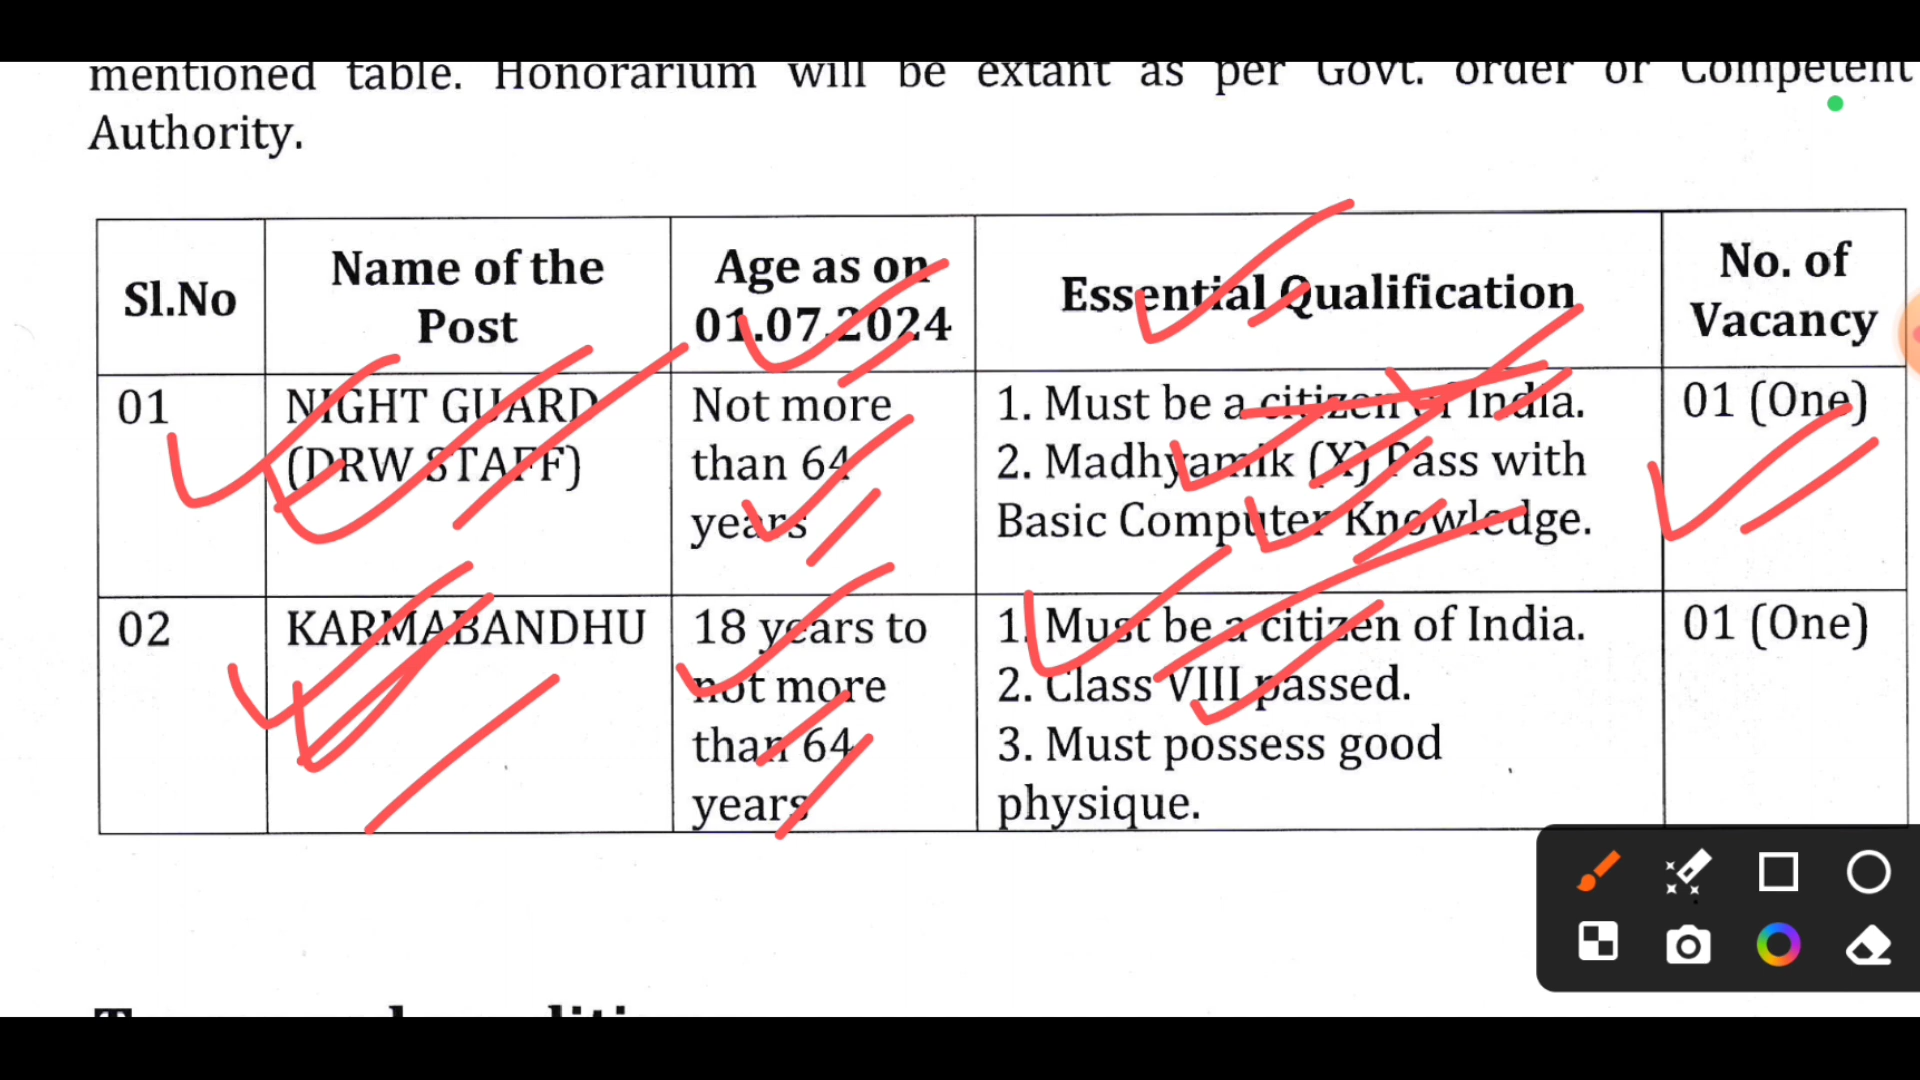 mentioned table. Honorarium will be extant as per Govt. order or Competent
Authority.
Sl.No
Name of the
Post
Age as on
01.07.2024
Essential Qualification
No. of
Vacancy
01
NIGHT GUARD
(DRW STAFF)
Not more
than 64
years
1. Must be a citizen of India.
2. Madhyamik (X) Pass with
Basic Computer Knowledge.
01 (One)
02
KARMABANDHU
18 years to
not more
than 64
years
1. Must be a citizen of India.
2. Class VIII passed.
3. Must possess good
physique.
01 (One)